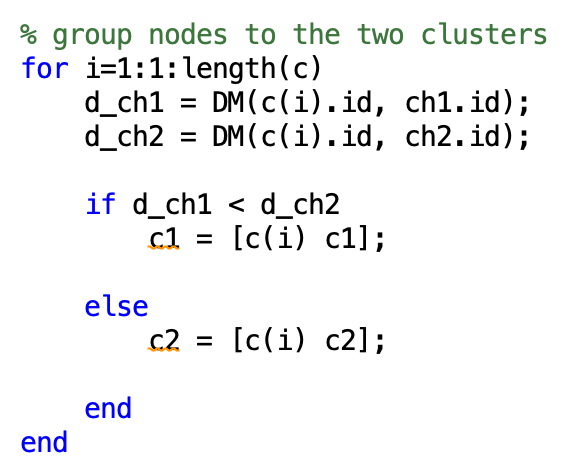 % group nodes to the two clusters
for i=1:1:length(c)
    d_ch1 = DM(c(i).id, ch1.id);
    d_ch2 = DM(c(i).id, ch2.id);
    if d_ch1 < d_ch2
        c1 = [c(i) c1];
    else
        c2 = [c(i) c2];
    end
end